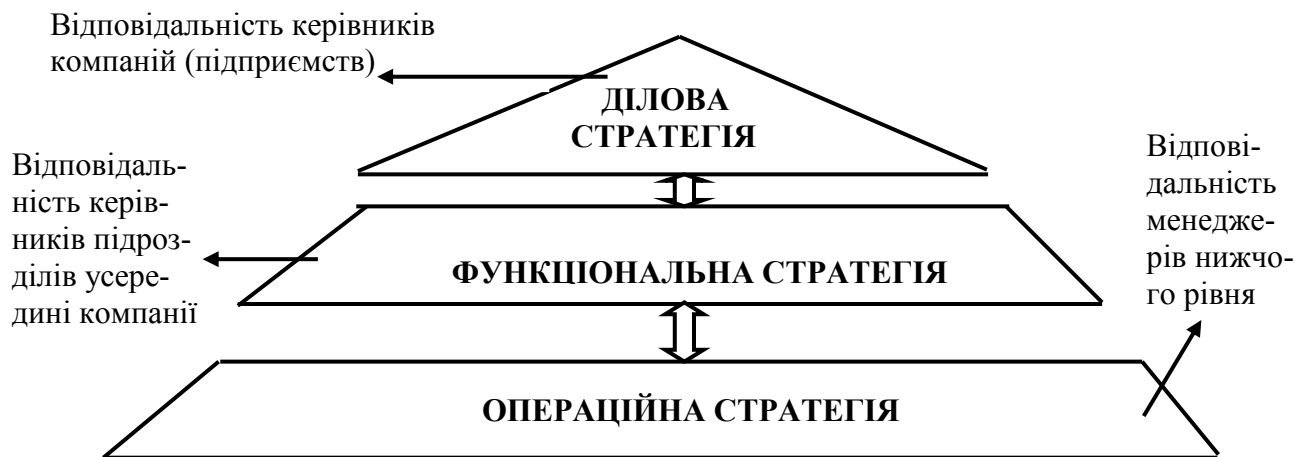 Відповідальність керівників
компаній (підприємств)
ДІЛОВА
СТРАТЕГІЯ
Відповідаль-
ність керів-
ників підроз-
ділів усере-
дині компанії
Відпові-
дальність
менедже-
рів нижчо-
го рівня
ФУНКЦІОНАЛЬНА СТРАТЕГІЯ
ОПЕРАЦІЙНА СТРАТЕГІЯ